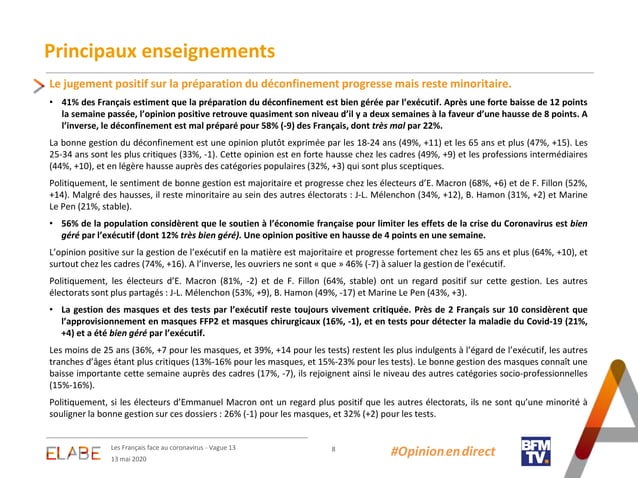 Principaux enseignements
Le jugement positif sur la préparation du déconfinement progresse mais reste minoritaire.
• 41% des Français estiment que la préparation du déconfinement est bien gérée par l'exécutif. Après une forte baisse de 12 points
la semaine passée, l'opinion positive retrouve quasiment son niveau d'il y a deux semaines à la faveur d'une hausse de 8 points. A
l'inverse, le déconfinement est mal préparé pour 58% (-9) des Français, dont très mal par 22%.
La bonne gestion du déconfinement est une opinion plutôt exprimée par les 18-24 ans (49%, +11) et les 65 ans et plus (47%, +15). Les
25-34 ans sont les plus critiques (33%, -1). Cette opinion est en forte hausse chez les cadres (49%, +9) et les professions intermédiaires
(44%, +10), et en légère hausse auprès des catégories populaires (32%, +3) qui sont plus sceptiques.
Politiquement, le sentiment de bonne gestion est majoritaire et progresse chez les électeurs d'E. Macron (68%, +6) et de F. Fillon (52%,
+14). Malgré des hausses, il reste minoritaire au sein des autres électorats : J-L. Mélenchon (34%, +12), B. Hamon (31%, +2) et Marine
Le Pen (21%, stable).
• 56% de la population considèrent que le soutien à l'économie française pour limiter les effets de la crise du Coronavirus est bien
géré par l'exécutif (dont 12% très bien géré). Une opinion positive en hausse de 4 points en une semaine.
L'opinion positive sur la gestion de l'exécutif en la matière est majoritaire et progresse fortement chez les 65 ans et plus (64%, +10), et
surtout chez les cadres (74%, +16). A l'inverse, les ouvriers ne sont « que » 46% (-7) à saluer la gestion de l'exécutif.
Politiquement, les électeurs d'E. Macron (81%, -2) et de F. Fillon (64%, stable) ont un regard positif sur cette gestion. Les autres
électorats sont plus partagés : J-L. Mélenchon (53%, +9), B. Hamon (49%, -17) et Marine Le Pen (43%, +3).
• La gestion des masques et des tests par l'exécutif reste toujours vivement critiquée. Près de 2 Français sur 10 considèrent que
l'approvisionnement en masques FFP2 et masques chirurgicaux (16%, -1), et en tests pour détecter la maladie du Covid-19 (21%,
+4) et a été bien géré par l'exécutif.
Les moins de 25 ans (36%, +7 pour les masques, et 39%, +14 pour les tests) restent les plus indulgents à l'égard de l'exécutif, les autres
tranches d'âges étant plus critiques (13%-16% pour les masques, et 15%-23% pour les tests). Le bonne gestion des masques connaît une
baisse importante cette semaine auprès des cadres (17%, -7), ils rejoignent ainsi le niveau des autres catégories socio-professionnelles
(15%-16%).
Politiquement, si les électeurs d'Emmanuel Macron ont un regard plus positif que les autres électorats, ils ne sont qu'une minorité à
souligner la bonne gestion sur ces dossiers : 26% (-1) pour les masques, et 32% (+2) pour les tests.
ELABE
Les Français face au coronavirus - Vague 13
13 mai 2020
8
#Opinionendirect
BFM
TV.